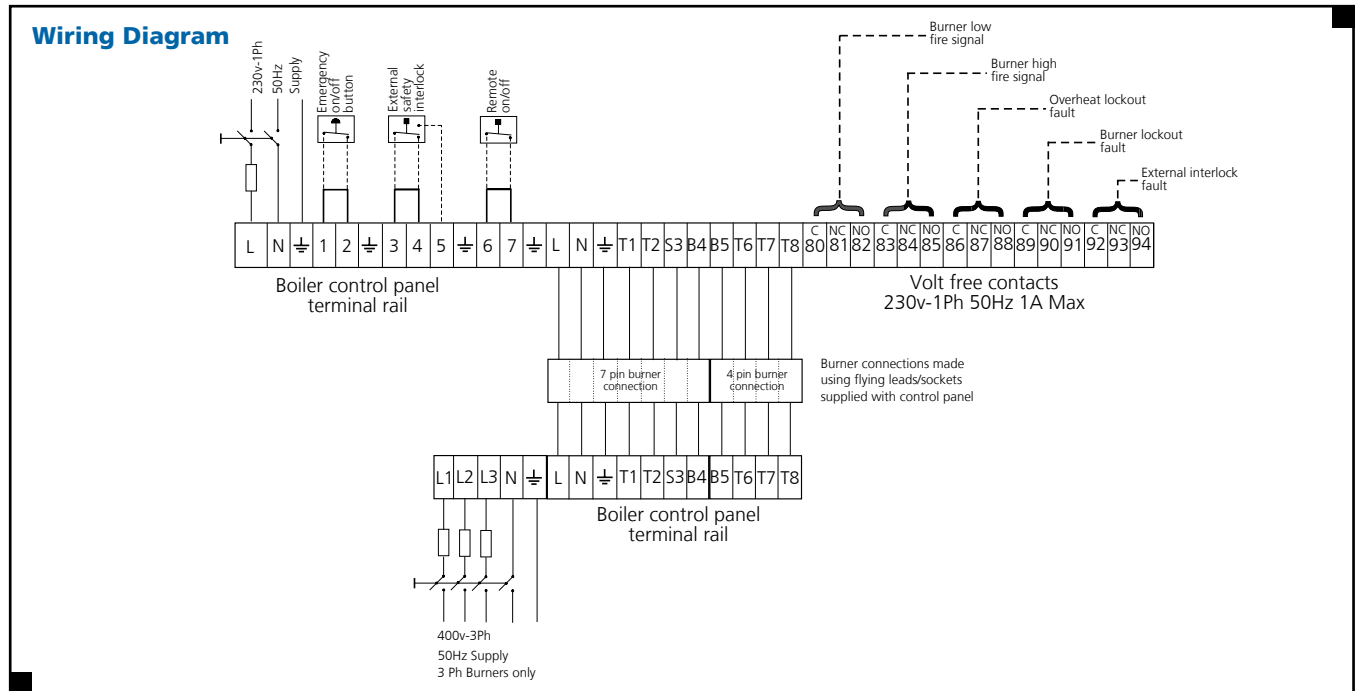 Wiring Diagram
230v-1Ph
50Hz
Supply
Emergency
on/off
button
External
safety
interlock
Remote
on/off
Burner low
fire signal
Burner high
fire signal
Overheat lockout
fault
Burner lockout
fault
External interlock
fault
L N 1 2 3 4 5 6 7 L N T1 T2 S3 B4 B5 T6 T7 T8 C 80 NC 81 NO 82 C 83 NC 84 NO 85 C 86 NC 87 NO 88 C 89 NC 90 NO 91 C 92 NC 93 NO 94
Boiler control panel
terminal rail
Volt free contacts
230v-1Ph 50Hz 1A Max
7 pin burner
connection
4 pin burner
connection
Burner connections made
using flying leads/sockets
supplied with control panel
L1 L2 L3 N L N T1 T2 S3 B4 B5 T6 T7 T8
Boiler control panel
terminal rail
400v-3Ph
50Hz Supply
3 Ph Burners only